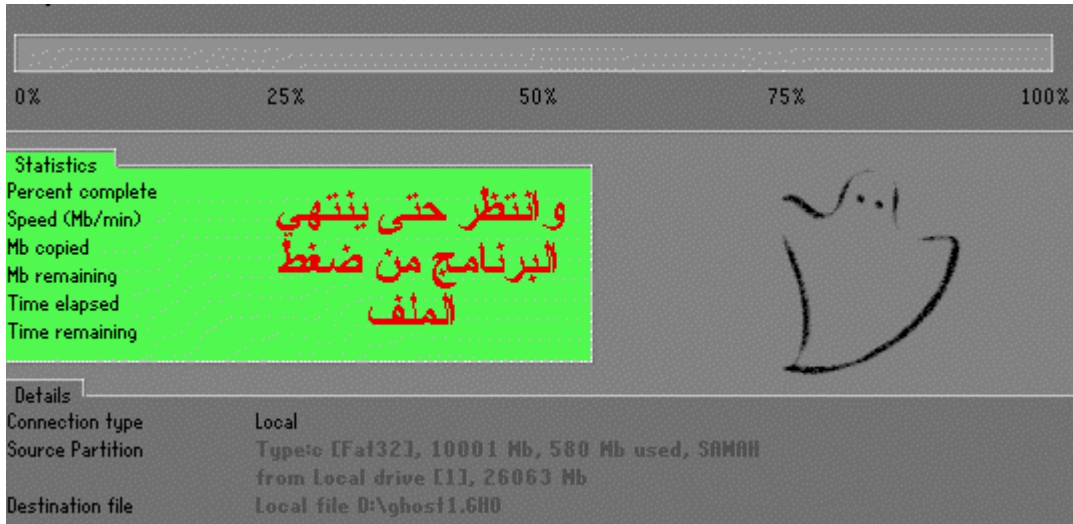 0% 25% 50% 75% 100%
Statistics
Percent complete
Speed (Mb/min)
Mb copied
Mb remaining
Time elapsed
Time remaining
وانتظر حتى ينتهي
البرنامج من ضغط
الملف
Details
Connection type Local
Source Partition Type:c [Fat32], 10001 Mb, 580 Mb used, SAMAH
from Local drive [1], 26063 Mb
Destination file Local file D:\ghost1.GHO